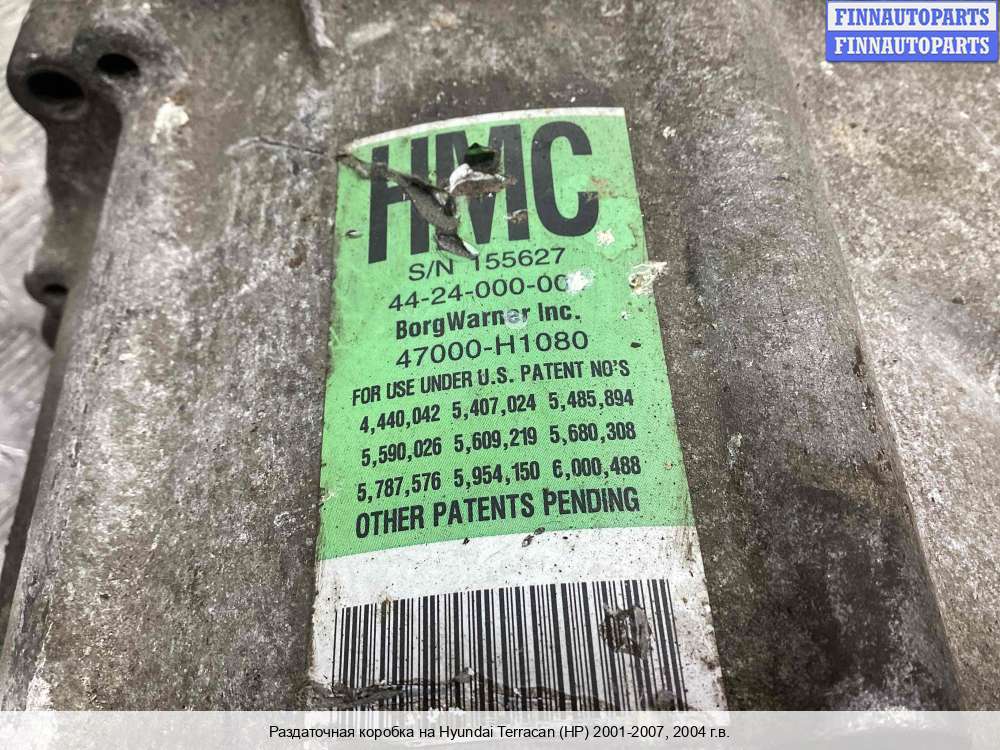 FINNAUTOPARTS
FINNAUTOPARTS
HMC
S/N 155627
BorgWarner Inc.
47000-H1080
FOR USE UNDER U.S. PATENT NO'S
4,440,042 5,407,024 5,485,894
5,590,026 5,609,219 5,680,308
5,787,576 5,954,150 6,000,488
OTHER PATENTS PENDING
Раздаточная коробка на Hyundai Terracan (HP) 2001-2007, 2004 г.в.